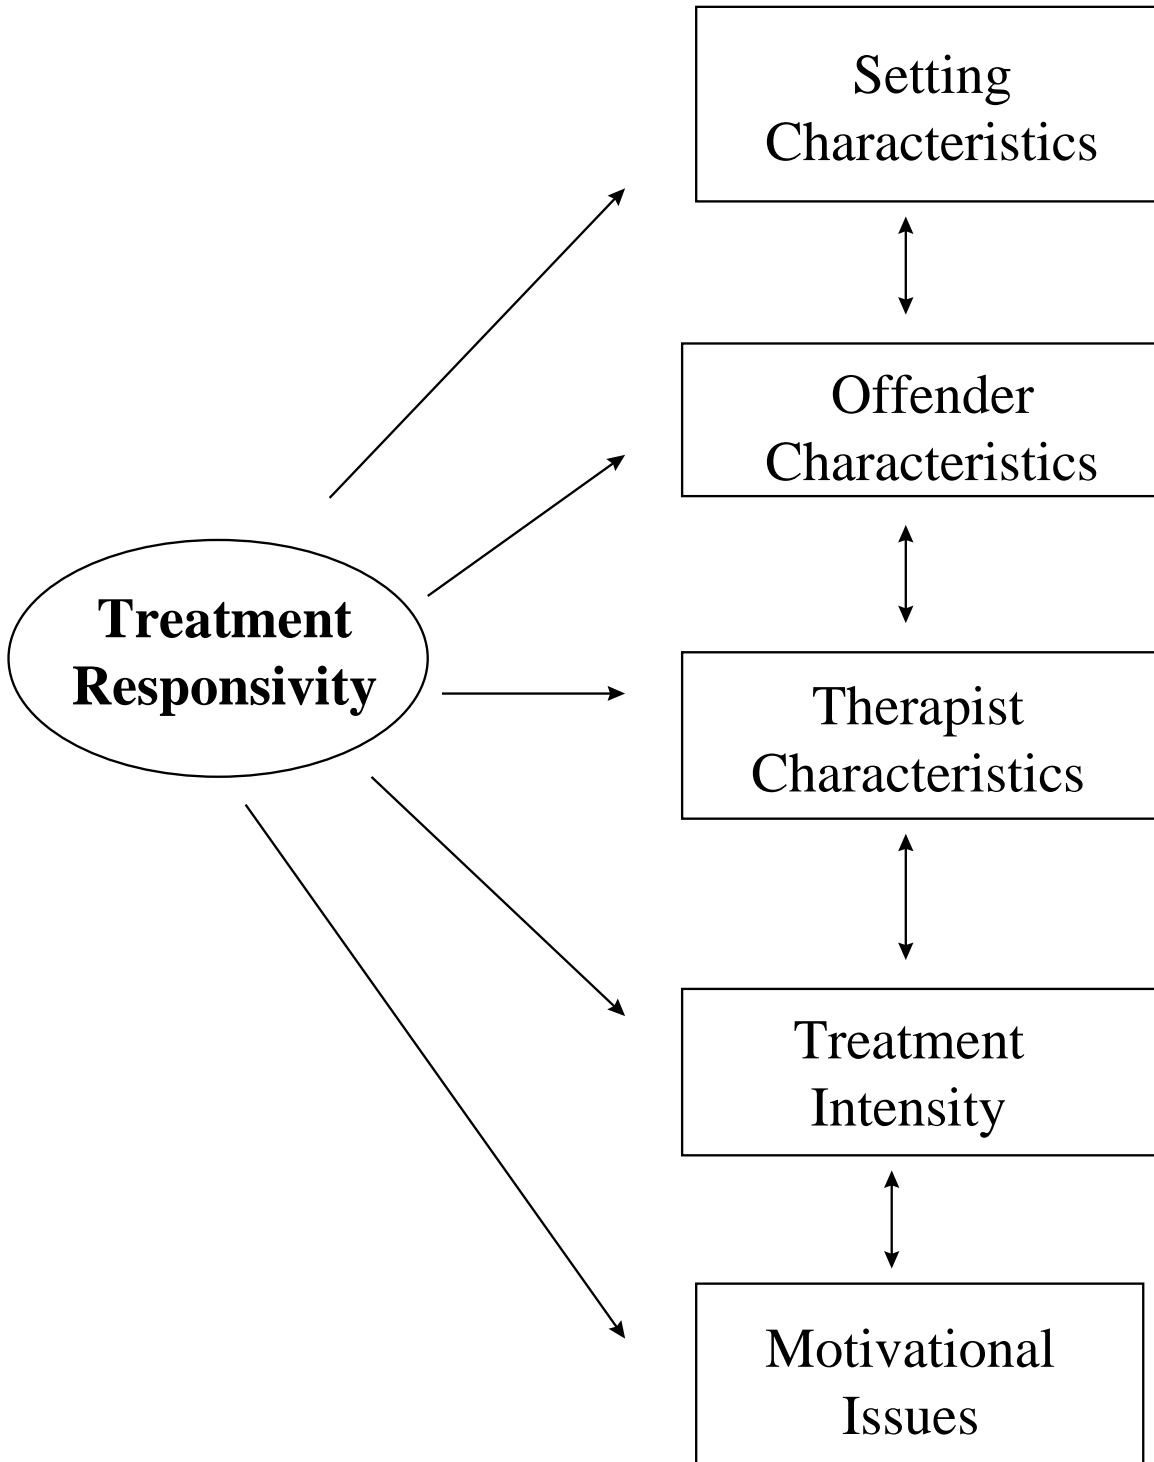 Setting
Characteristics
Offender
Characteristics
Treatment
Responsivity
Therapist
Characteristics
Treatment
Intensity
Motivational
Issues